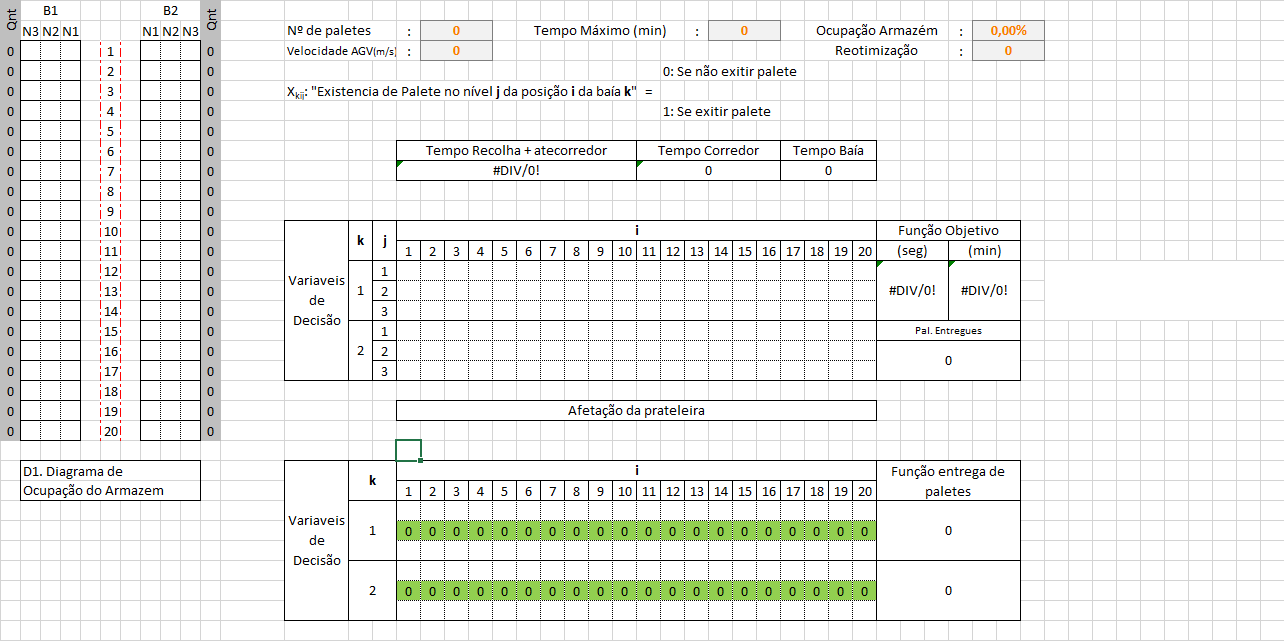 Qnt B1 B2 Qnt
N3 N2 N1 N1 N2 N3 Nº de paletes : 0 Tempo Máximo (min) : 0 Ocupação Armazém : 0,00%
0 1 0 Velocidade AGV(m/s) : 0 Reotimização : 0
0 2 0 0: Se não exitir palete
0 3 0 Xkij: "Existencia de Palete no nível j da posição i da baía k" =
0 4 0 1: Se exitir palete
0 5 0
0 6 0 Tempo Recolha + atecorredor Tempo Corredor Tempo Baía
0 7 0 #DIV/0! 0 0
0 8 0
0 9 0
0 10 0 k j i Função Objetivo
0 11 0 1 2 3 4 5 6 7 8 9 10 11 12 13 14 15 16 17 18 19 20 (seg) (min)
0 12 0 1
0 13 0 Variaveis de Decisão 1 2 #DIV/0! #DIV/0!
0 14 0 3
0 15 0 1 Pal. Entregues
0 16 0 2 2 0
0 17 0 3
0 18 0
0 19 0 Afetação da prateleira
0 20 0
D1. Diagrama de
Ocupação do Armazem
k i Função entrega de
1 2 3 4 5 6 7 8 9 10 11 12 13 14 15 16 17 18 19 20 paletes
Variaveis
de
Decisão
1 0 0 0 0 0 0 0 0 0 0 0 0 0 0 0 0 0 0 0 0 0
2 0 0 0 0 0 0 0 0 0 0 0 0 0 0 0 0 0 0 0 0 0